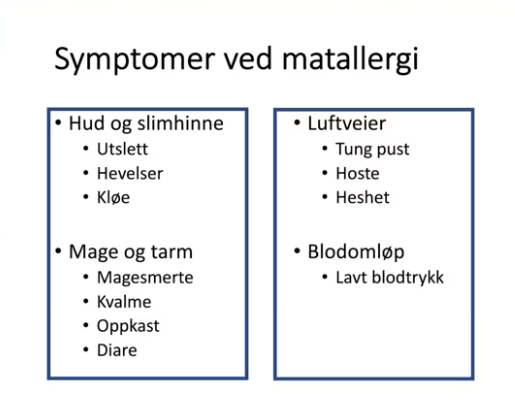 Symptomer ved matallergi
• Hud og slimhinne
• Utslett
• Hevelser
• Kløe
• Mage og tarm
• Magesmerte
• Kvalme
• Oppkast
• Diare
• Luftveier
• Tung pust
• Hoste
• Heshet
• Blodomløp
• Lavt blodtrykk